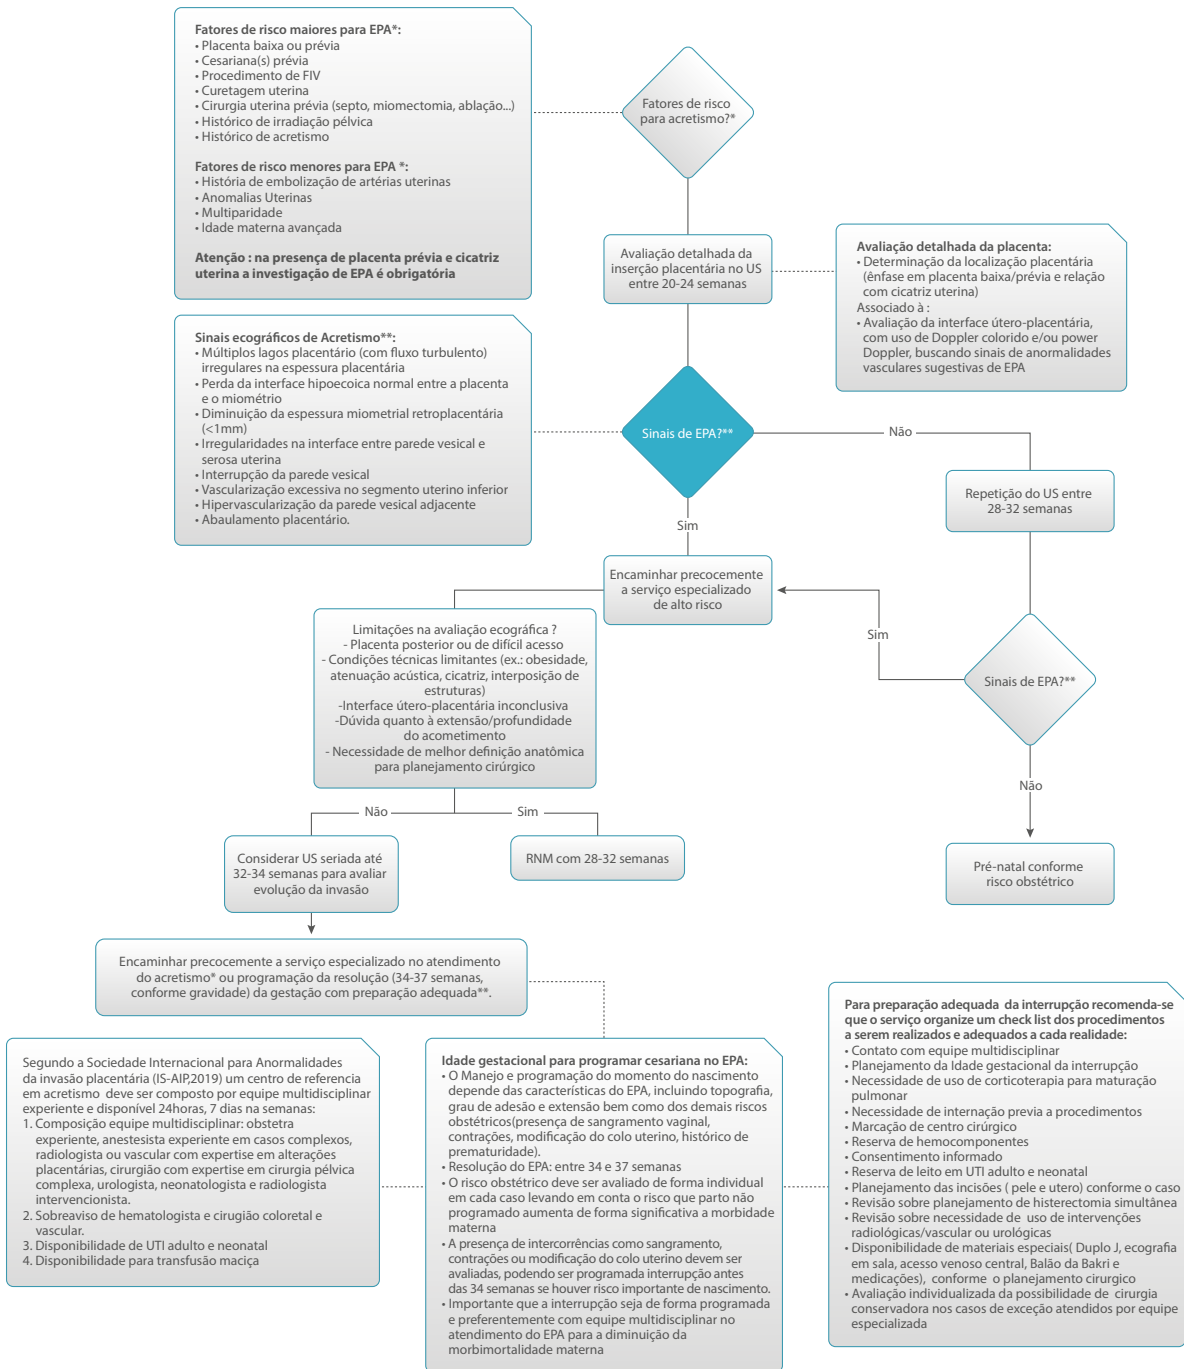 Fatores de risco maiores para EPA*:
• Placenta baixa ou prévia
• Cesariana(s) prévia
• Procedimento de FIV
• Curetagem uterina
• Cirurgia uterina prévia (septo, miomectomia, ablação...)
• Histórico de irradiação pélvica
• Histórico de acretismo
Fatores de risco menores para EPA *:
• História de embolização de artérias uterinas
• Anomalias Uterinas
• Multiparidade
• Idade materna avançada
Atenção : na presença de placenta prévia e cicatriz
uterina a investigação de EPA é obrigatória
Fatores de risco
para acretismo?*
Avaliação detalhada da
inserção placentária no US
entre 20-24 semanas
Avaliação detalhada da placenta:
• Determinação da localização placentária
(ênfase em placenta baixa/prévia e relação
com cicatriz uterina)
Associado à :
• Avaliação da interface útero-placentária,
com uso de Doppler colorido e/ou power
Doppler, buscando sinais de anormalidades
vasculares sugestivas de EPA
Sinais ecográficos de Acretismo**:
• Múltiplos lagos placentário (com fluxo turbulento)
irregulares na espessura placentária
• Perda da interface hipoecoica normal entre a placenta
e o miométrio
• Diminuição da espessura miometrial retroplacentária
(<1mm)
• Irregularidades na interface entre parede vesical e
serosa uterina
• Interrupção da parede vesical
• Vascularização excessiva no segmento uterino inferior
• Hipervascularização da parede vesical adjacente
• Abaulamento placentário.
Sinais de EPA?**
Não
Repetição do US entre
28-32 semanas
Sim
Encaminhar precocemente
a serviço especializado
de alto risco
Sim
Sinais de EPA?**
Não
Pré-natal conforme
risco obstétrico
Limitações na avaliação ecográfica ?
- Placenta posterior ou de difícil acesso
- Condições técnicas limitantes (ex.: obesidade,
atenuação acústica, cicatriz, interposição de
estruturas)
-Interface útero-placentária inconclusiva
-Dúvida quanto à extensão/profundidade
do acometimento
- Necessidade de melhor definição anatômica
para planejamento cirúrgico
Não
Sim
Considerar US seriada até
32-34 semanas para avaliar
evolução da invasão
RNM com 28-32 semanas
Encaminhar precocemente a serviço especializado no atendimento
do acretismo* ou programação da resolução (34-37 semanas,
conforme gravidade) da gestação com preparação adequada**.
Segundo a Sociedade Internacional para Anormalidades
da invasão placentária (IS-AIP,2019) um centro de referencia
em acretismo deve ser composto por equipe multidisciplinar
experiente e disponível 24horas, 7 dias na semanas:
1. Composição equipe multidisciplinar: obstetra
experiente, anestesista experiente em casos complexos,
radiologista ou vascular com expertise em alterações
placentárias, cirurgião com expertise em cirurgia pélvica
complexa, urologista, neonatologista e radiologista
intervencionista.
2. Sobreaviso de hematologista e cirugião coloretal e
vascular.
3. Disponibilidade de UTI adulto e neonatal
4. Disponibilidade para transfusão maciça
Idade gestacional para programar cesariana no EPA:
• O Manejo e programação do momento do nascimento
depende das características do EPA, incluindo topografia,
grau de adesão e extensão bem como dos demais riscos
obstétricos(presença de sangramento vaginal,
contrações, modificação do colo uterino, histórico de
prematuridade).
• Resolução do EPA: entre 34 e 37 semanas
• O risco obstétrico deve ser avaliado de forma individual
em cada caso levando em conta o risco que parto não
programado aumenta de forma significativa a morbidade
materna
• A presença de intercorrências como sangramento,
contrações ou modificação do colo uterino devem ser
avaliadas, podendo ser programada interrupção antes
das 34 semanas se houver risco importante de nascimento.
• Importante que a interrupção seja de forma programada
e preferentemente com equipe multidisciplinar no
atendimento do EPA para a diminuição da
morbimortalidade materna
Para preparação adequada da interrupção recomenda-se
que o serviço organize um check list dos procedimentos
a serem realizados e adequados a cada realidade:
• Contato com equipe multidisciplinar
• Planejamento da Idade gestacional da interrupção
• Necessidade de uso de corticoterapia para maturação
pulmonar
• Necessidade de internação previa a procedimentos
• Marcação de centro cirúrgico
• Reserva de hemocomponentes
• Consentimento informado
• Reserva de leito em UTI adulto e neonatal
• Planejamento das incisões ( pele e utero) conforme o caso
• Revisão sobre planejamento de histerectomia simultânea
• Revisão sobre necessidade de uso de intervenções
radiológicas/vascular ou urológicas
• Disponibilidade de materiais especiais( Duplo J, ecografia
em sala, acesso venoso central, Balão da Bakri e
medicações), conforme o planejamento cirurgico
• Avaliação individualizada da possibilidade de cirurgia
conservadora nos casos de exceção atendidos por equipe
especializada